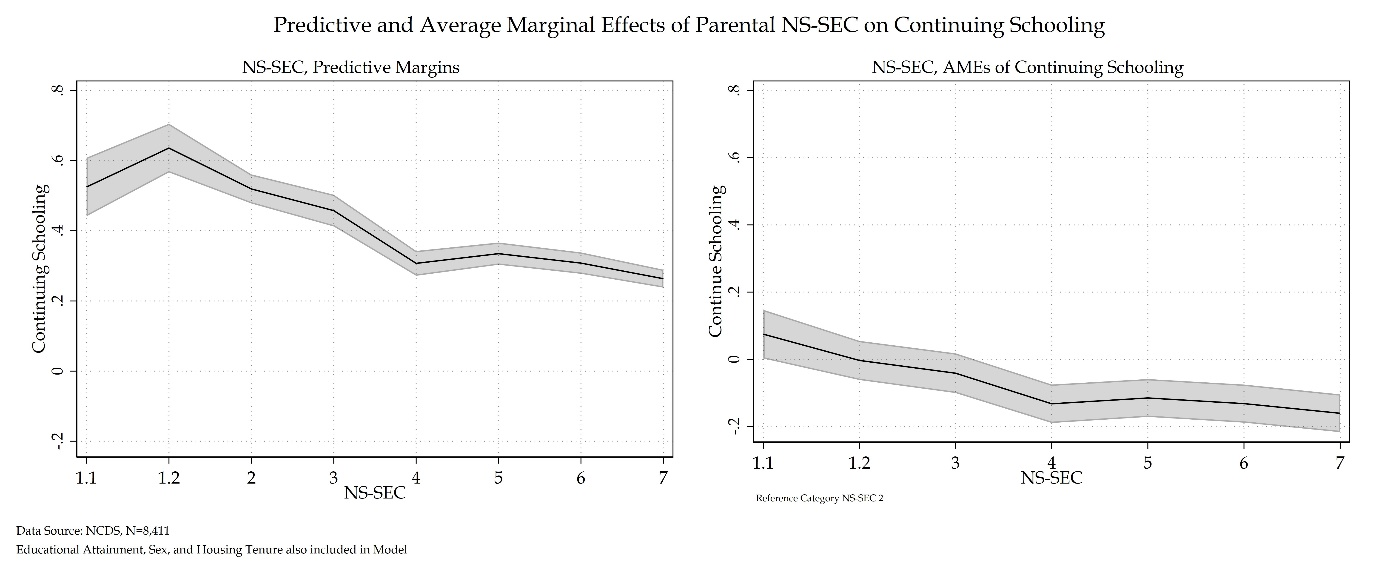 Predictive and Average Marginal Effects of Parental NS-SEC on Continuing Schooling
NS-SEC, Predictive Margins
Continuing Schooling
.8
.6
.4
.2
0
-.2
1.1 1.2 2 3 4 5 6 7
NS-SEC
NS-SEC, AMEs of Continuing Schooling
Continue Schooling
.8
.6
.4
.2
0
-.2
1.1 1.2 3 4 5 6 7
NS-SEC
Reference Category NS-SEC 2
Data Source: NCDS, N=8,411
Educational Attainment, Sex, and Housing Tenure also included in Model